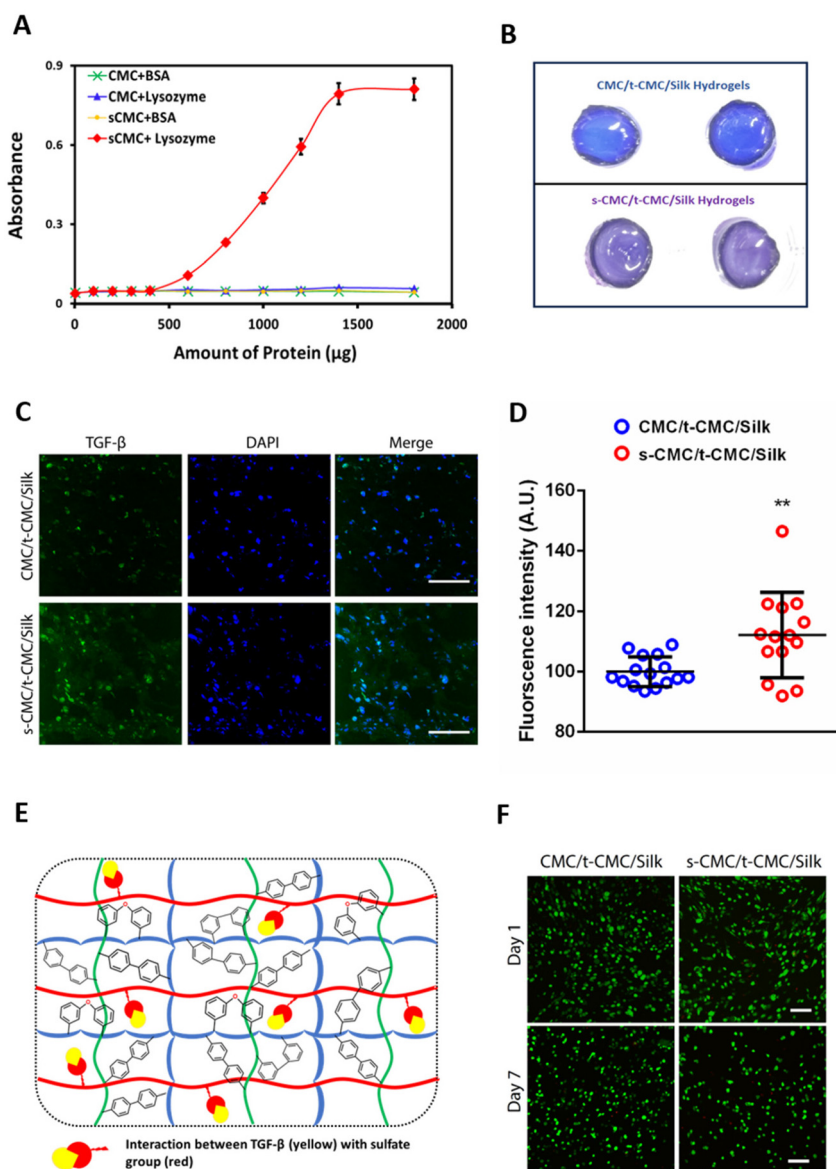 A
CMC+BSA
CMC+Lysozyme
sCMC+BSA
sCMC+ Lysozyme
0.9
0.6
0.3
0
Absorbance
0
500
1000
1500
2000
Amount of Protein (µg)
B
CMC/t-CMC/Silk Hydrogels
s-CMC/t-CMC/Silk Hydrogels
C
TGF-β
DAPI
Merge
CMC/t-CMC/Silk
s-CMC/t-CMC/Silk
D
CMC/t-CMC/Silk
s-CMC/t-CMC/Silk
Fluorescence intensity (A.U.)
160
140
120
100
80
**
E
O
O
O
O
Interaction between TGF-β (yellow) with sulfate
group (red)
F
CMC/t-CMC/Silk
s-CMC/t-CMC/Silk
Day 1
Day 7